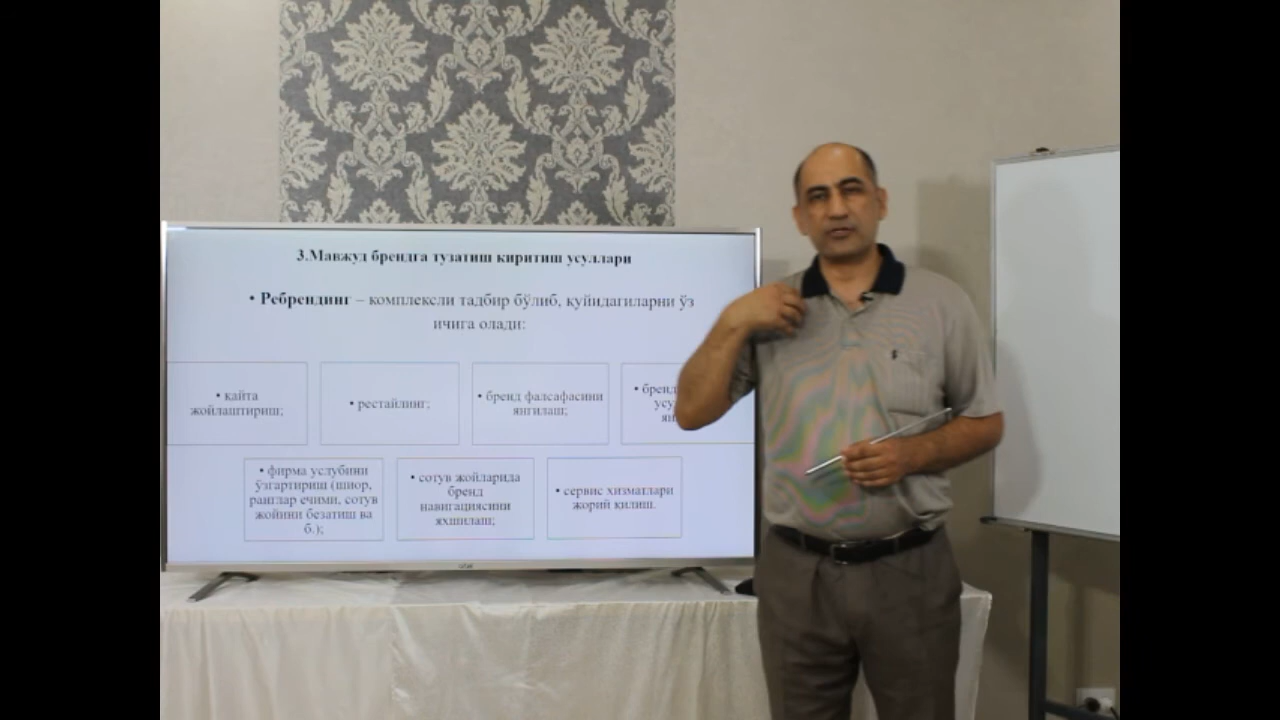 3.Мавжуд брендга тузатиш киритиш усуллари
• Ребрендинг – комплексли тадбир бўлиб, қуйидагиларни ўз
ичига олади:
• қайта
жойлаштириш;
• рестайлинг;
• бренд фалсафасини
янгилаш;
• бренд
• фирма услубини
ўзгартириш (шиор,
ранглар ечими, сотув
жойини безатиш ва
б.);
• сотув жойларида
бренд
навигациясини
яхшилаш;
• сервис хизматлари
жорий қилиш.